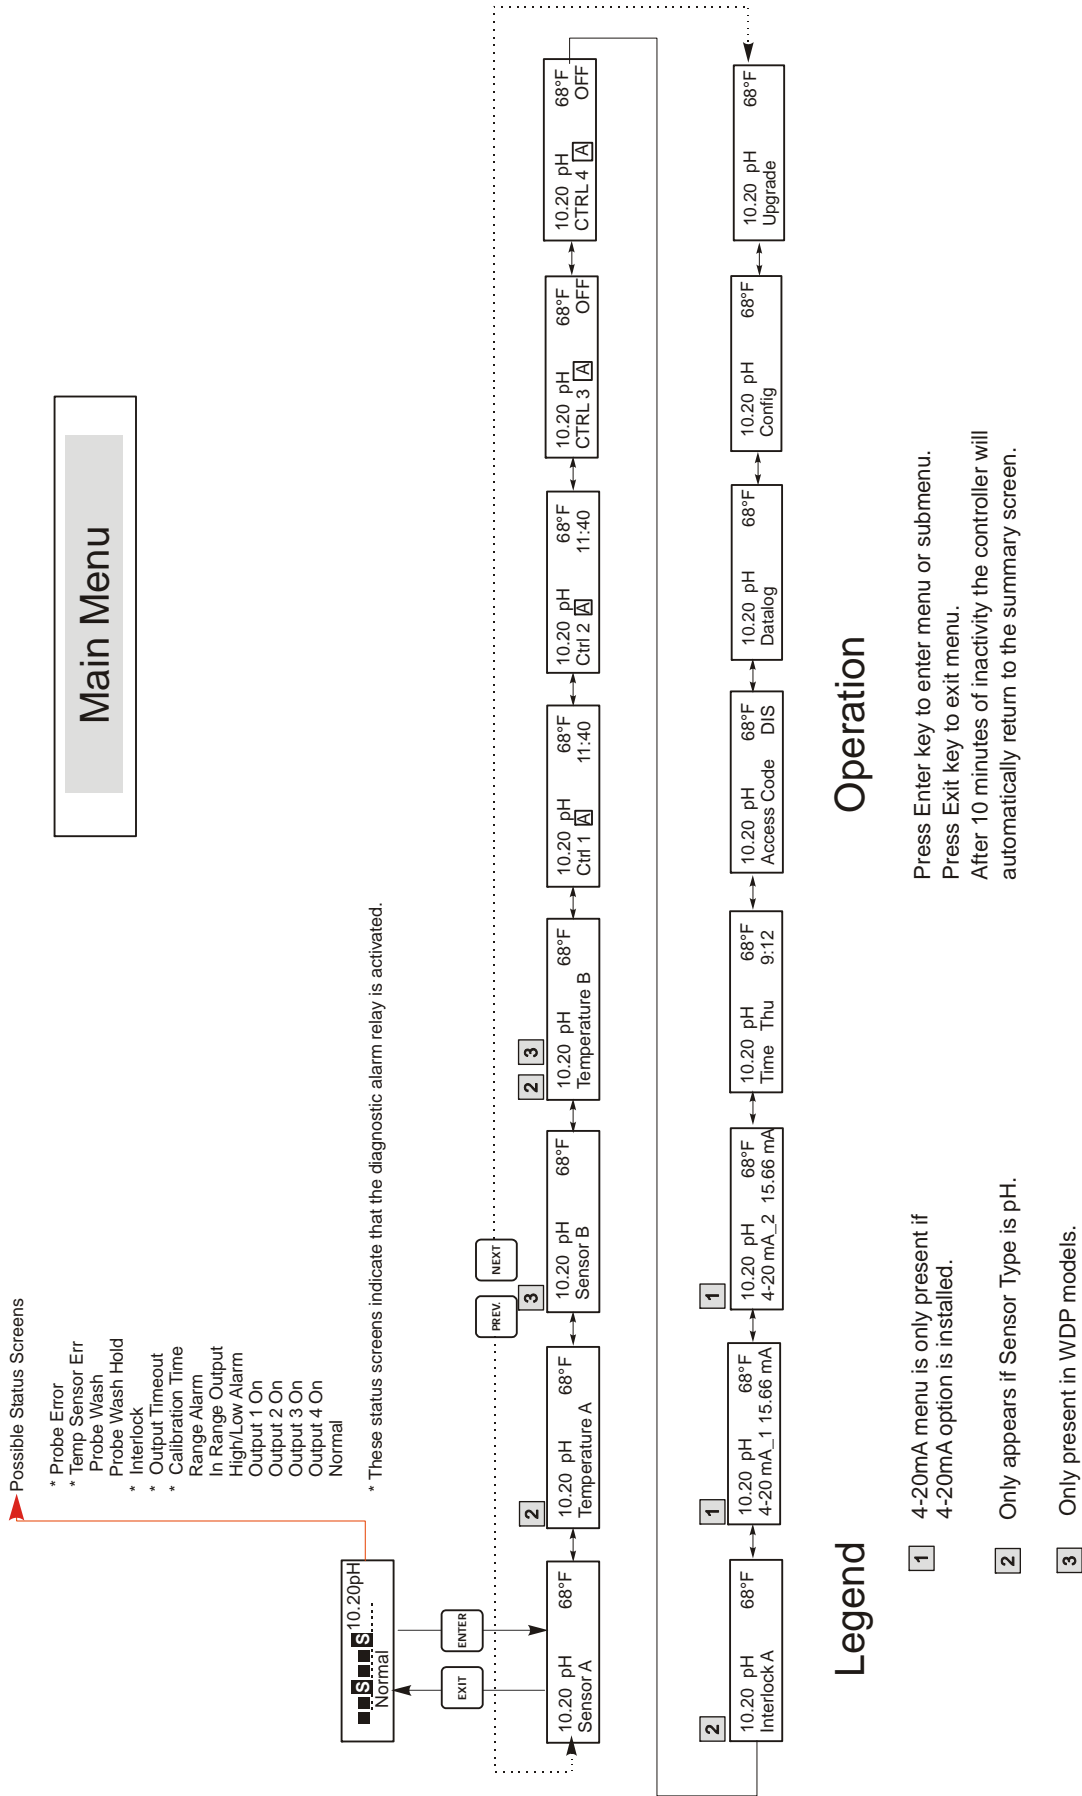 Main Menu
Possible Status Screens
* Probe Error
* Temp Sensor Err
Probe Wash
Probe Wash Hold
* Interlock
* Output Timeout
* Calibration Time
Range Alarm
In Range Output
High/Low Alarm
Output 1 On
Output 2 On
Output 3 On
Output 4 On
Normal
* These status screens indicate that the diagnostic alarm relay is activated.
S S 10.20pH
Normal
EXIT
ENTER
PREV.
NEXT
10.20 pH 68°F
Sensor A
2
10.20 pH 68°F
Temperature A
3
10.20 pH 68°F
Sensor B
2 3
10.20 pH 68°F
Temperature B
10.20 pH 68°F
Ctrl 1 A 11:40
10.20 pH 68°F
Ctrl 2 A 11:40
10.20 pH 68°F
CTRL 3 A OFF
10.20 pH 68°F
CTRL 4 A OFF
2
10.20 pH 68°F
Interlock A
1
10.20 pH 68°F
4-20 mA_1 15.66 mA
1
10.20 pH 68°F
4-20 mA_2 15.66 mA
10.20 pH 68°F
Time Thu 9:12
10.20 pH 68°F
Access Code DIS
10.20 pH 68°F
Datalog
10.20 pH 68°F
Config
10.20 pH 68°F
Upgrade
Legend
1 4-20mA menu is only present if
4-20mA option is installed.
2 Only appears if Sensor Type is pH.
3 Only present in WDP models.
Operation
Press Enter key to enter menu or submenu.
Press Exit key to exit menu.
After 10 minutes of inactivity the controller will
automatically return to the summary screen.